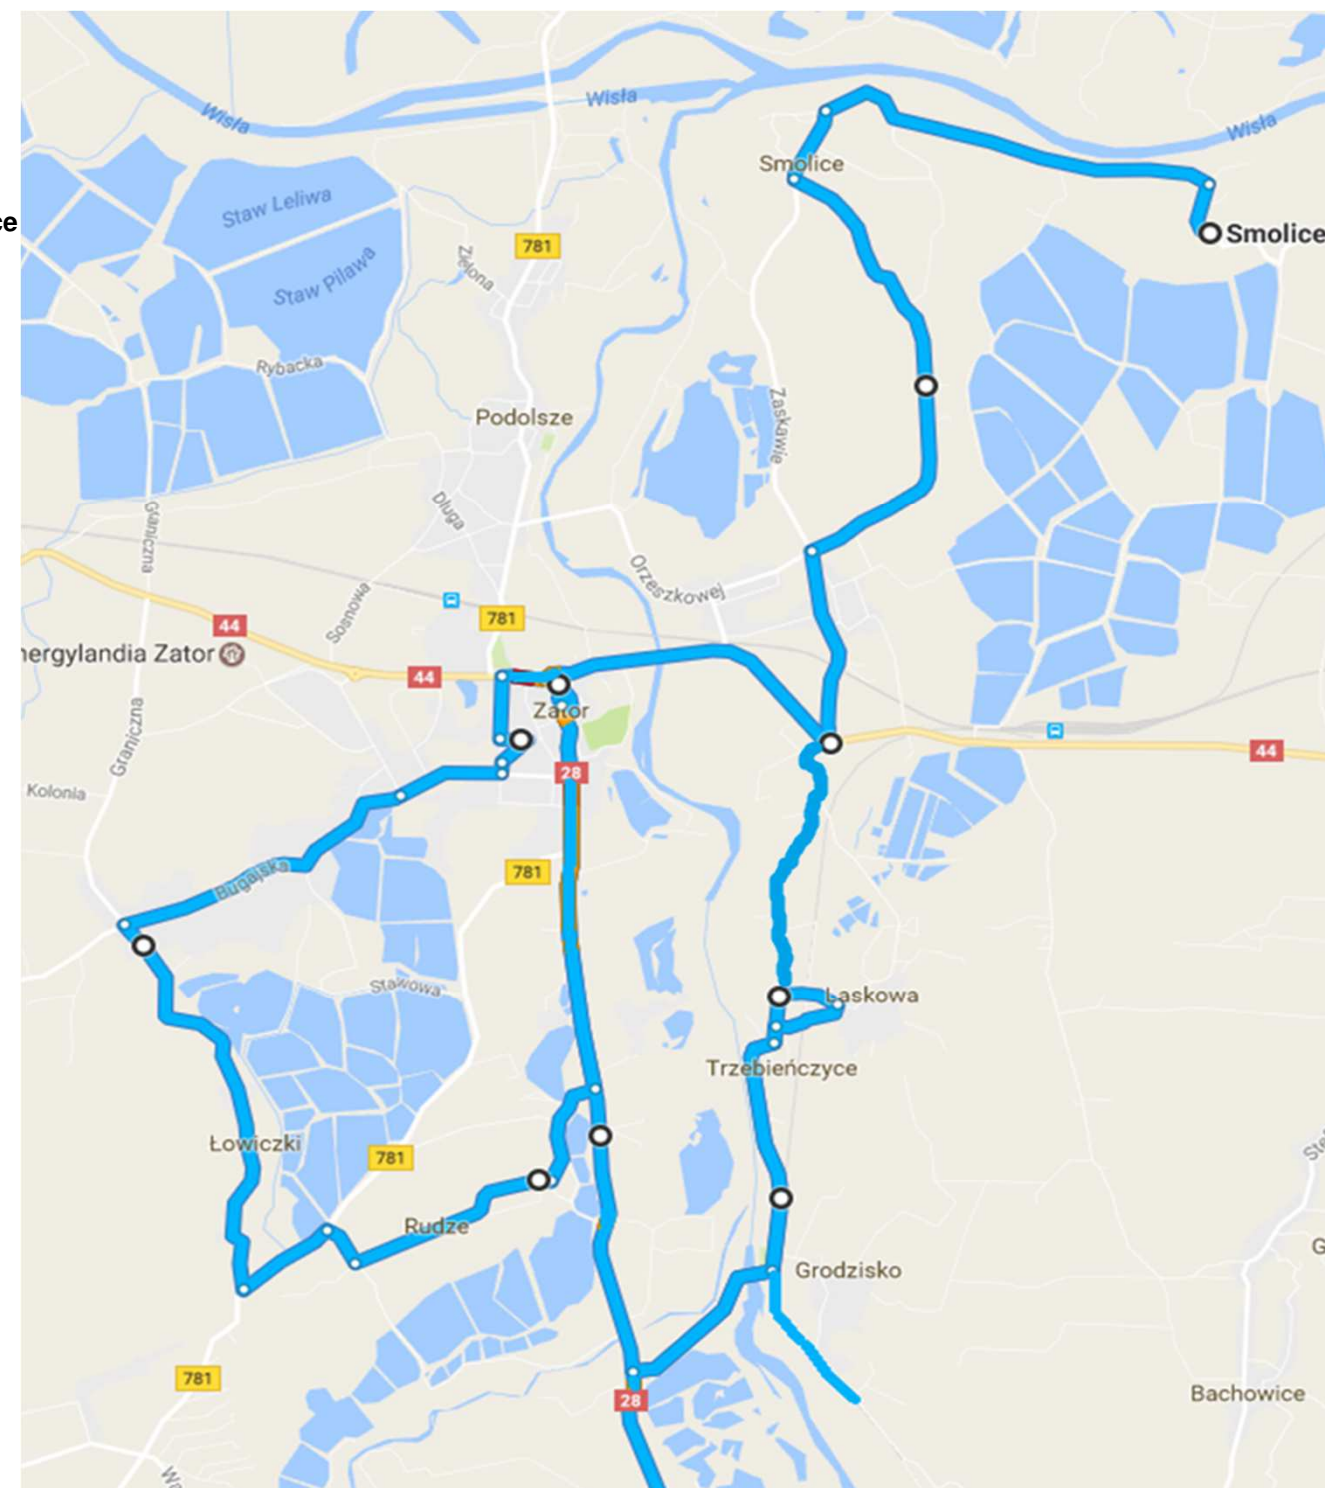 Wisła
Wisła
Wisła
Smolice
Staw Leliwa
ce
Smolice
781
Zielona
Staw Pilawa
Rybacka
Podolsze
Zaskawie
Długa
Graniczna
Orzeszkowej
Sosnowa
781
44
nergylandia Zator
44
Zator
Graniczna
44
28
Kolonia
781
Bugajska
Stawowa
Laskowa
Trzebieńczyce
Łowiczki
781
Rudze
Grodzisko
G
781
28
Bachowice